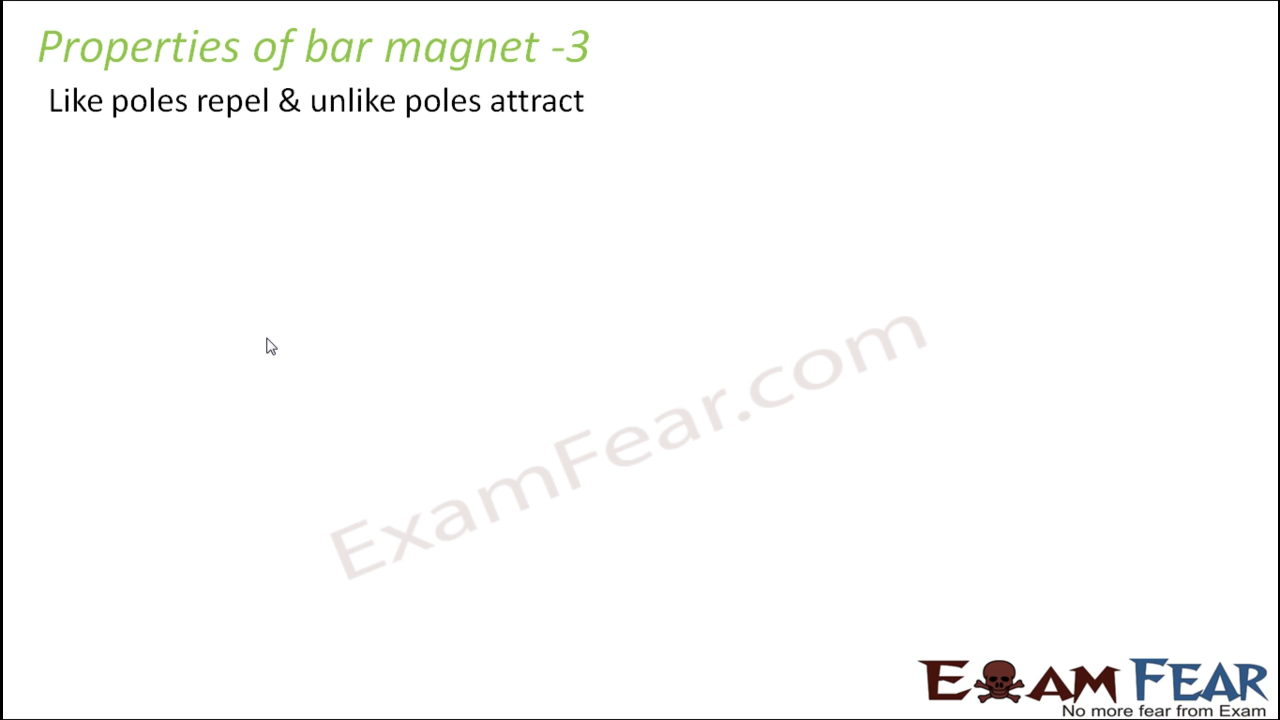 Properties of bar magnet -3
Like poles repel & unlike poles attract
ExamFear.com
EXAM FEAR
No more fear from Exam